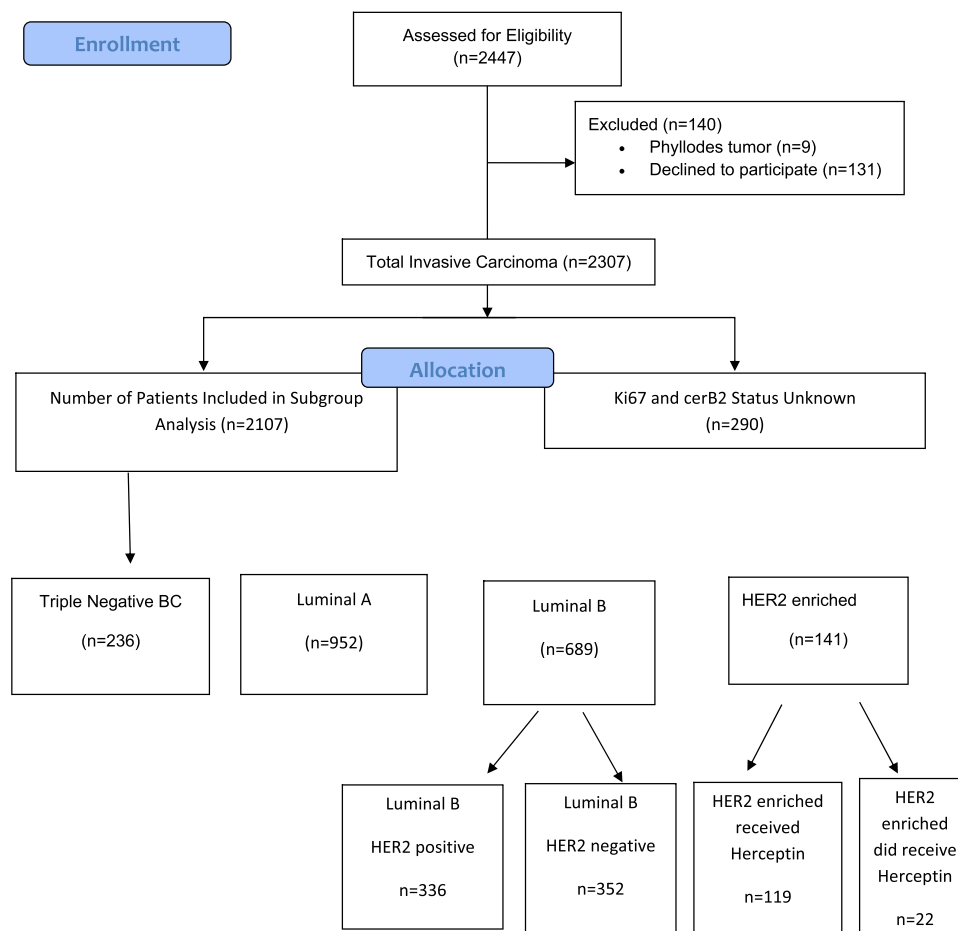 Enrollment
Assessed for Eligibility
(n=2447)
Excluded (n=140)
• Phyllodes tumor (n=9)
• Declined to participate (n=131)
Total Invasive Carcinoma (n=2307)
Allocation
Number of Patients Included in Subgroup
Analysis (n=2107)
Ki67 and cerB2 Status Unknown
(n=290)
Triple Negative BC
(n=236)
Luminal A
(n=952)
Luminal B
(n=689)
HER2 enriched
(n=141)
Luminal B
HER2 positive
n=336
Luminal B
HER2 negative
n=352
HER2 enriched
received
Herceptin
n=119
HER2
enriched
did receive
Herceptin
n=22